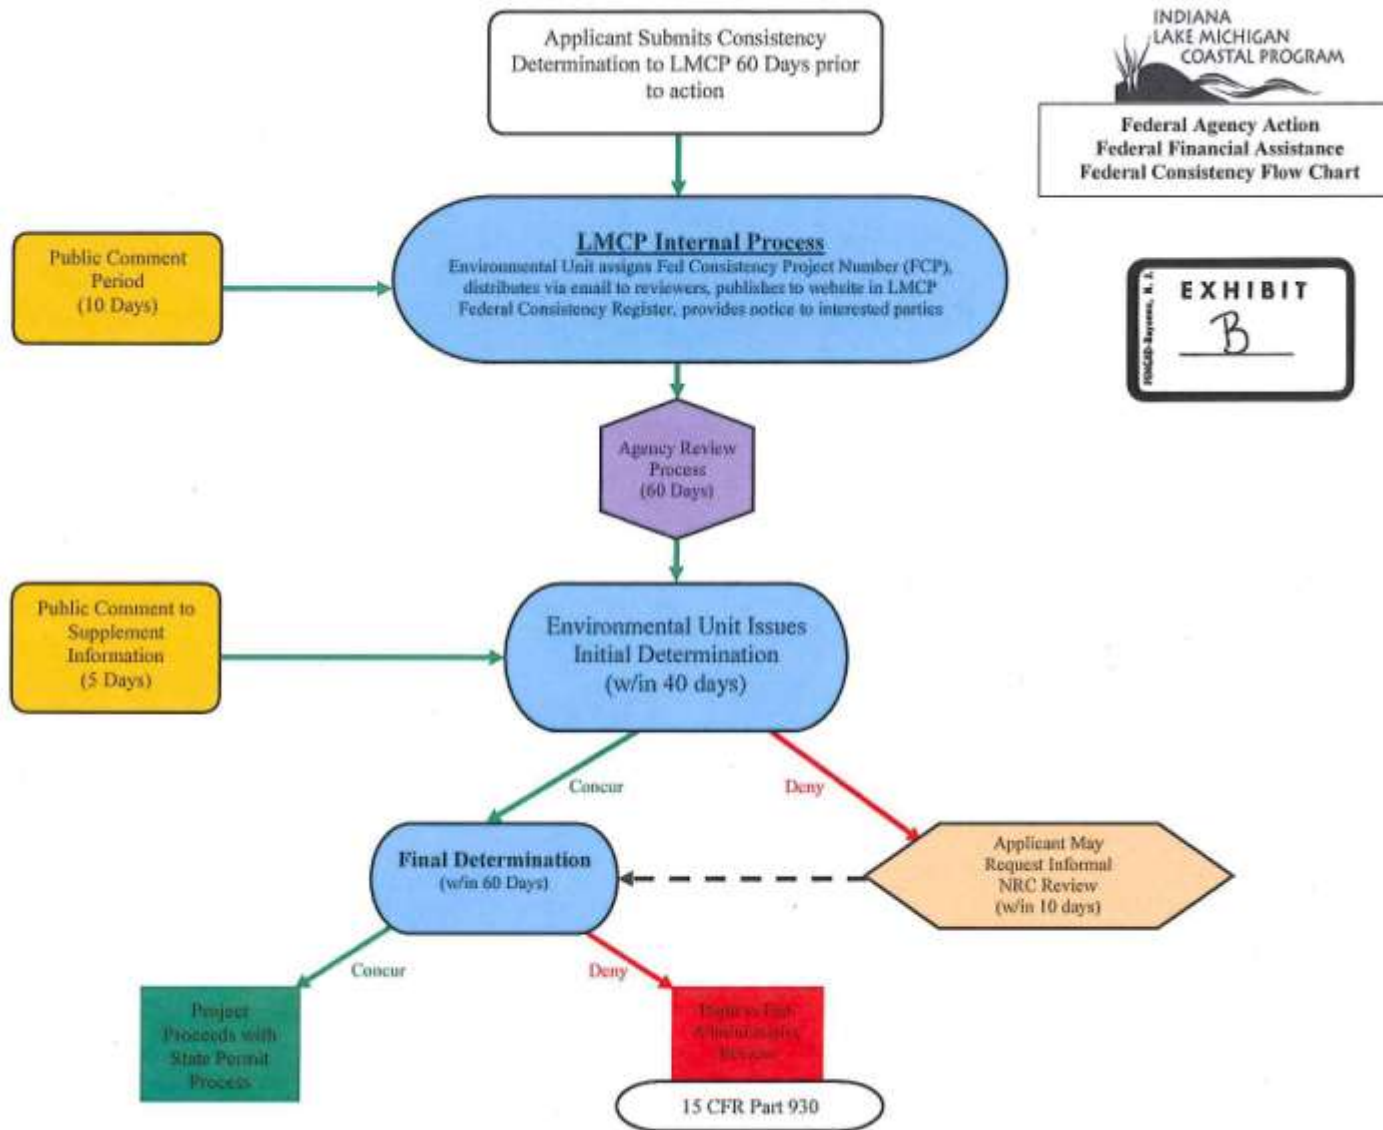 Applicant Submits Consistency
Determination to LMCP 60 Days prior
to action
INDIANA
LAKE MICHIGAN
COASTAL PROGRAM
Federal Agency Action
Federal Financial Assistance
Federal Consistency Flow Chart
EXHIBIT
B
LMCP Internal Process
Environmental Unit assigns Fed Consistency Project Number (FCP),
distributes via email to reviewers, publishes to website in LMCP
Federal Consistency Register, provides notice to interested parties
Public Comment
Period
(10 Days)
Agency Review
Process
(60 Days)
Public Comment to
Supplement
Information
(5 Days)
Environmental Unit Issues
Initial Determination
(w/in 40 days)
Concur
Deny
Final Determination
(w/in 60 Days)
Applicant May
Request Informal
NRC Review
(w/in 10 days)
Concur
Deny
Project
Proceeds with
State Permit
Process
Administrative
Review
15 CFR Part 930